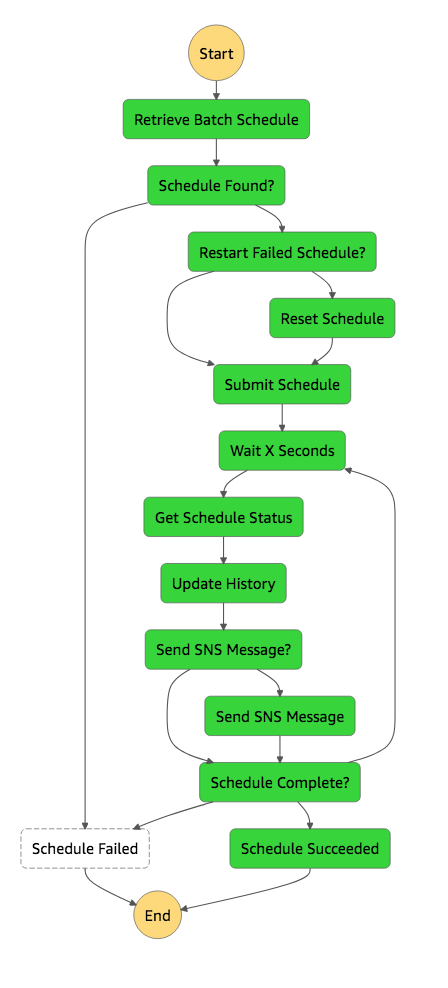 Start
Retrieve Batch Schedule
Schedule Found?
Restart Failed Schedule?
Reset Schedule
Submit Schedule
Wait X Seconds
Get Schedule Status
Update History
Send SNS Message?
Send SNS Message
Schedule Complete?
Schedule Failed
Schedule Succeeded
End